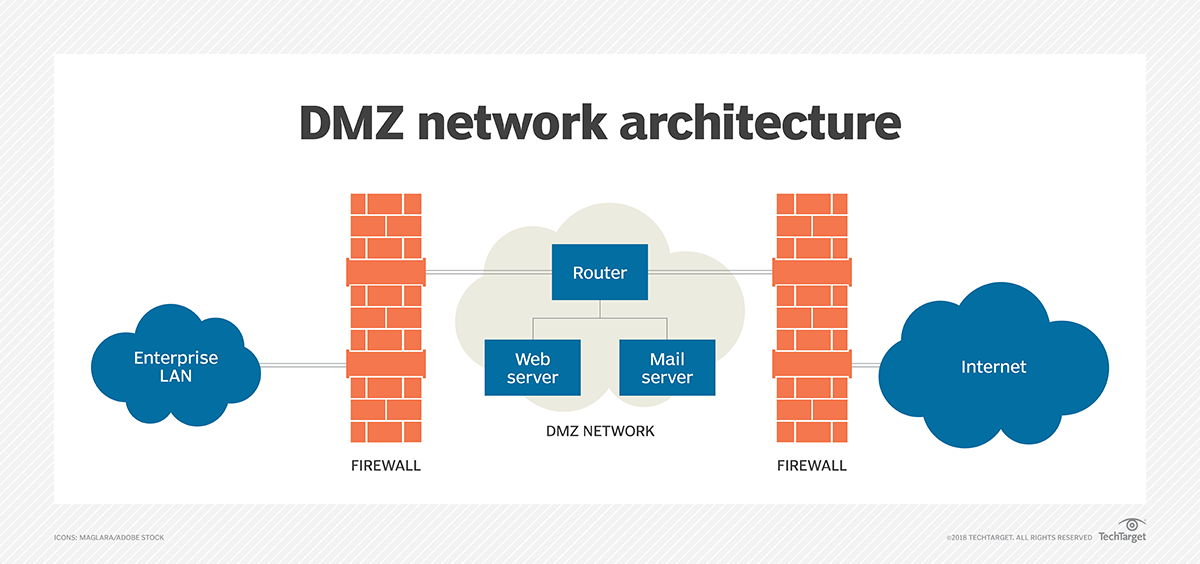 DMZ network architecture
Router
Enterprise
LAN
Web
server
Mail
server
Internet
DMZ NETWORK
FIREWALL
FIREWALL
ICONS: MAGLARA/ADOBE STOCK
©2018 TECHTARGET. ALL RIGHTS RESERVED
TechTarget